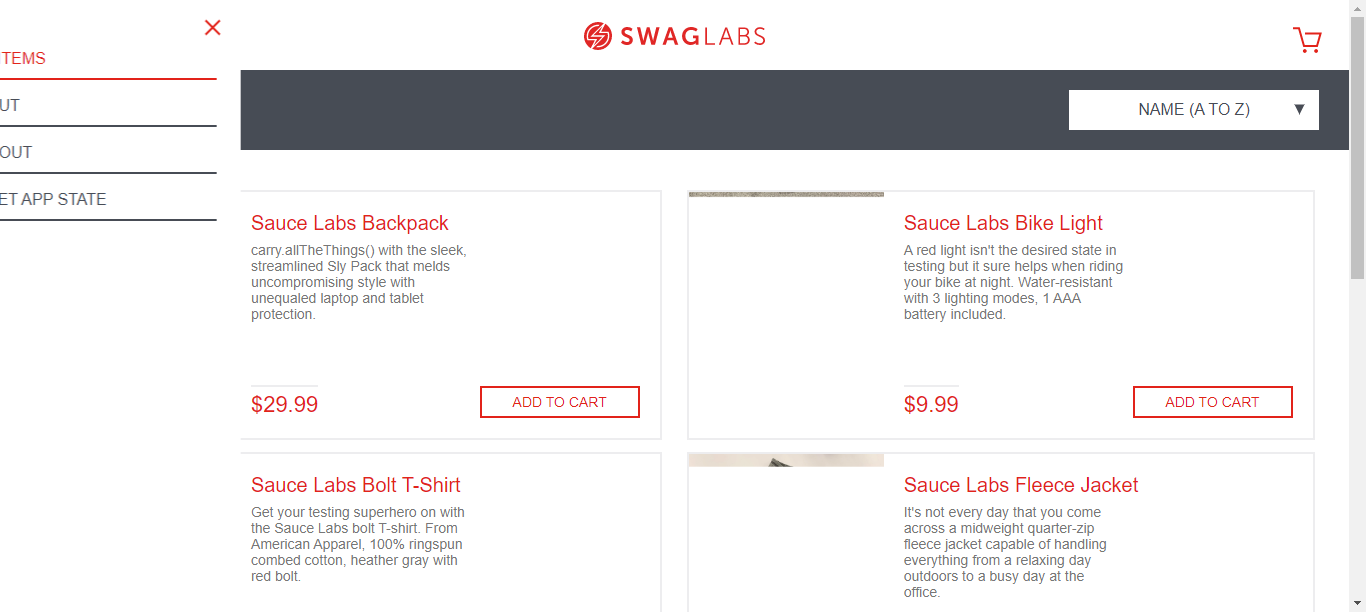 SWAGLABS
ITEMS
UT
OUT
ET APP STATE
NAME (A TO Z) ▼
Sauce Labs Backpack
carry.allTheThings() with the sleek,
streamlined Sly Pack that melds
uncompromising style with
unequaled laptop and tablet
protection.
$29.99
ADD TO CART
Sauce Labs Bike Light
A red light isn't the desired state in
testing but it sure helps when riding
your bike at night. Water-resistant
with 3 lighting modes, 1 AAA
battery included.
$9.99
ADD TO CART
Sauce Labs Bolt T-Shirt
Get your testing superhero on with
the Sauce Labs bolt T-shirt. From
American Apparel, 100% ringspun
combed cotton, heather gray with
red bolt.
Sauce Labs Fleece Jacket
It's not every day that you come
across a midweight quarter-zip
fleece jacket capable of handling
everything from a relaxing day
outdoors to a busy day at the
office.